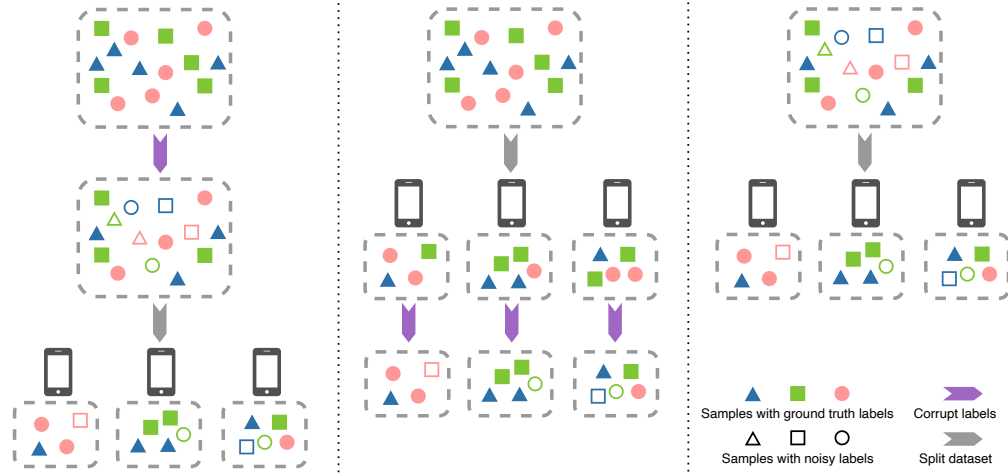 Samples with ground truth labels
Corrupt labels
Samples with noisy labels
Split dataset